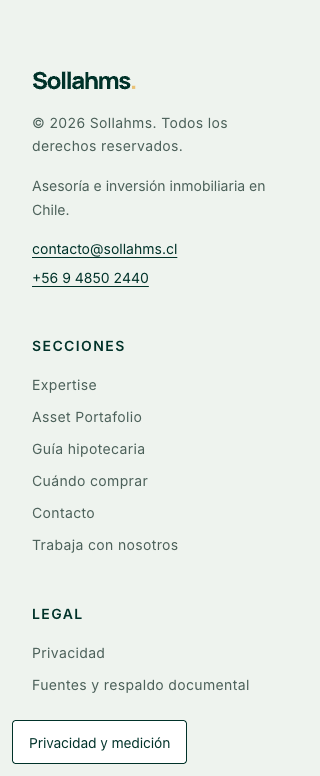 Sollahms.
© 2026 Sollahms. Todos los
derechos reservados.
Asesoría e inversión inmobiliaria en
Chile.
contacto@sollahms.cl
+56 9 4850 2440
SECCIONES
Expertise
Asset Portafolio
Guía hipotecaria
Cuándo comprar
Contacto
Trabaja con nosotros
LEGAL
Privacidad
Fuentes y respaldo documental
Privacidad y medición